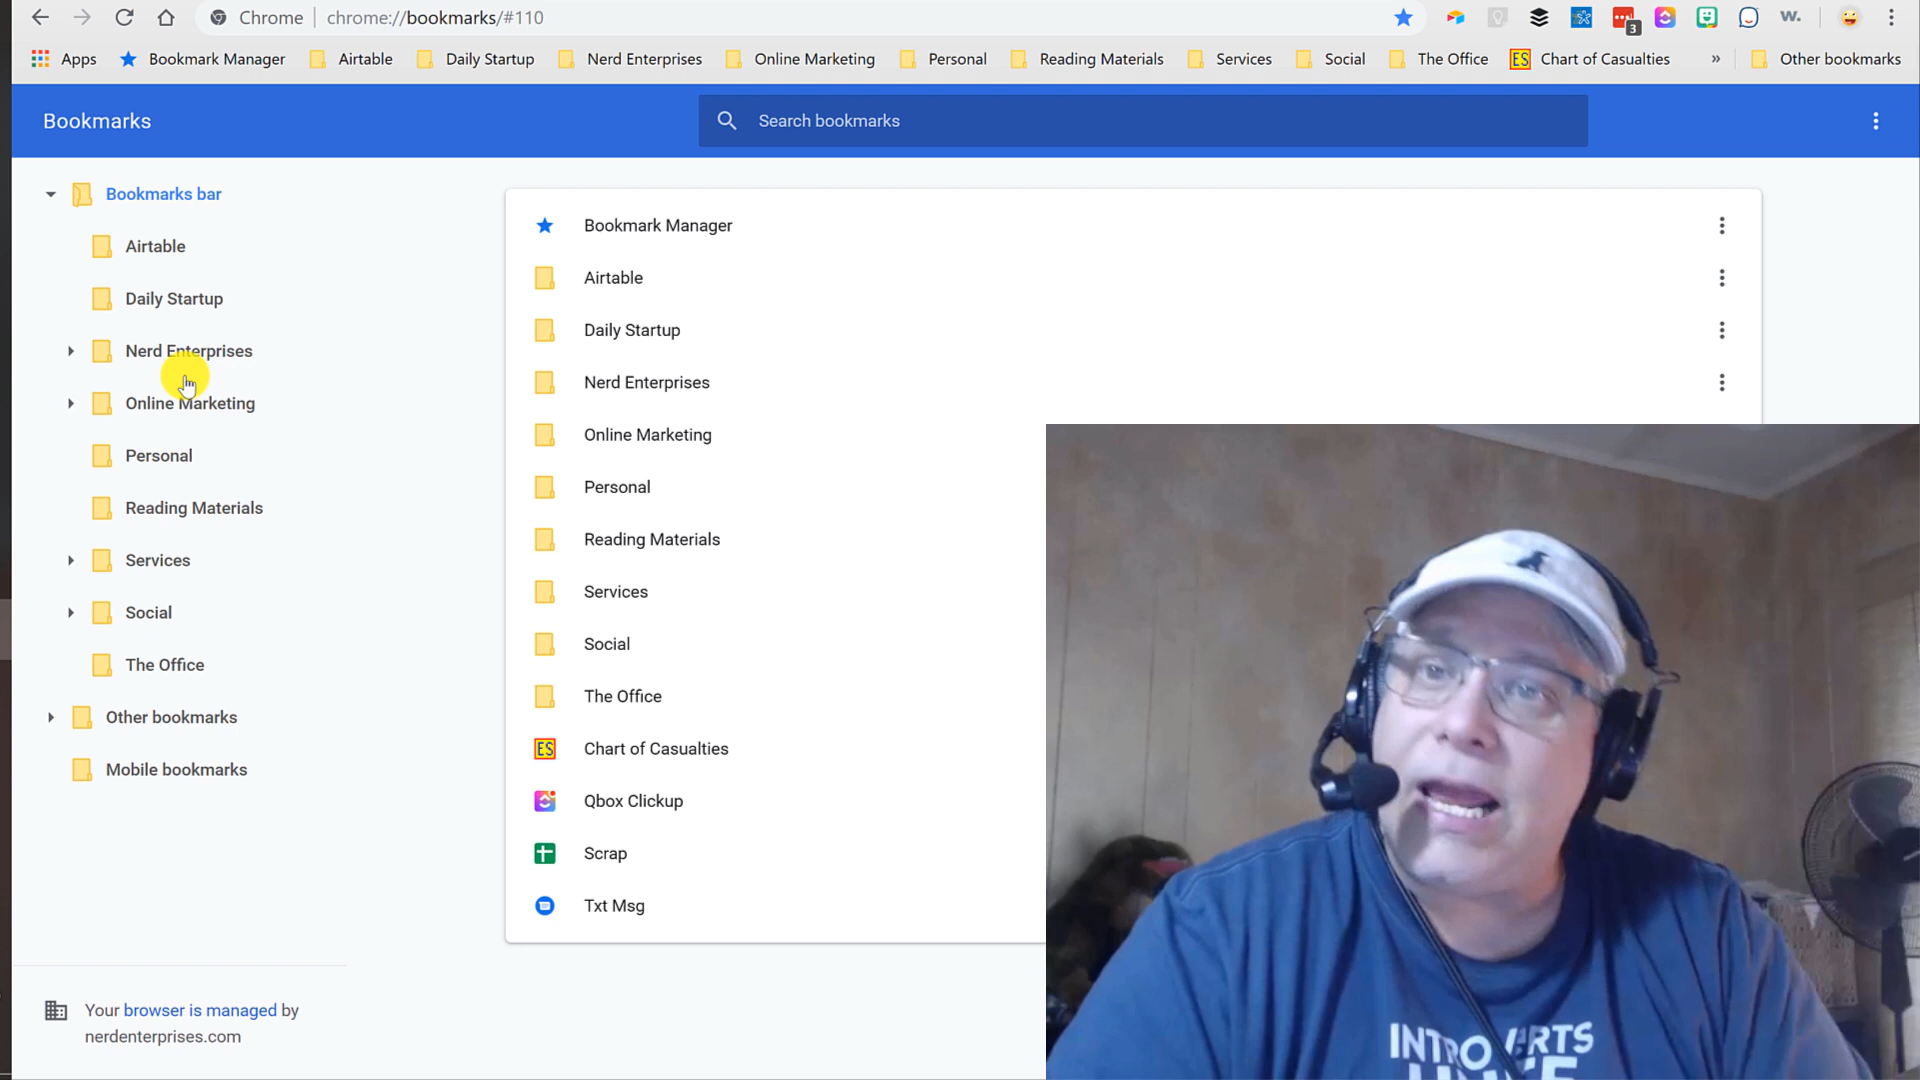 Chrome chrome://bookmarks/#110
3
w.
Apps Bookmark Manager Airtable Daily Startup Nerd Enterprises Online Marketing Personal Reading Materials Services Social The Office ES Chart of Casualties » Other bookmarks
Bookmarks
Search bookmarks
Bookmarks bar
Airtable
Daily Startup
Nerd Enterprises
Online Marketing
Personal
Reading Materials
Services
Social
The Office
Other bookmarks
Mobile bookmarks
Your browser is managed by
nerdenterprises.com
Bookmark Manager
Airtable
Daily Startup
Nerd Enterprises
Online Marketing
Personal
Reading Materials
Services
Social
The Office
ES Chart of Casualties
Qbox Clickup
Scrap
Txt Msg